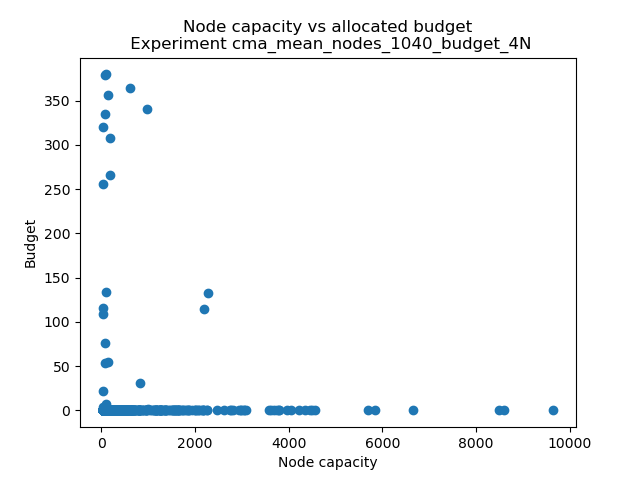 Node capacity vs allocated budget
Experiment cma_mean_nodes_1040_budget_4N
350
300
250
200
150
100
50
0
Budget
0 2000 4000 6000 8000 10000
Node capacity